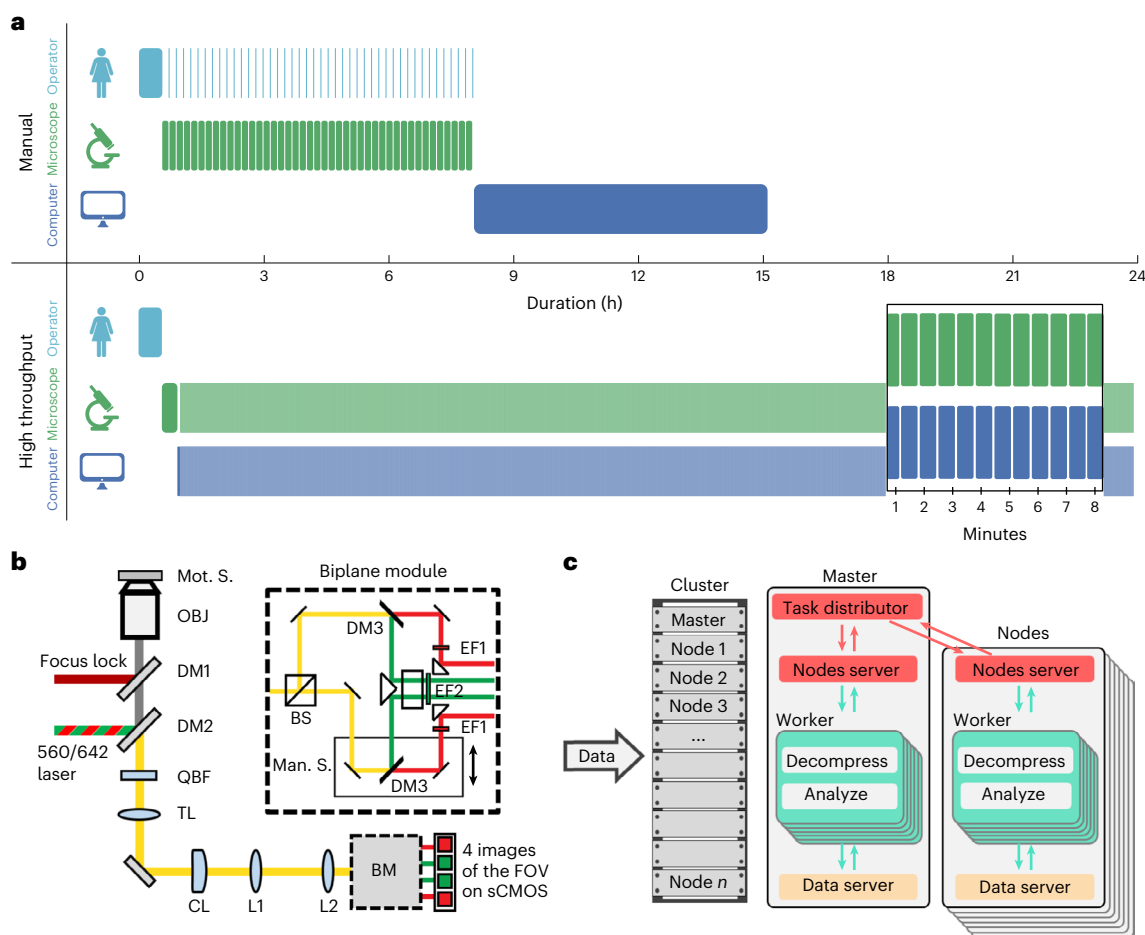 a
Manual
Operator
Microscope
Computer
0
3
6
9
12
15
18
21
24
Duration (h)
High throughput
Operator
Microscope
Computer
1
2
3
4
5
6
7
8
Minutes
b
Mot. S.
OBJ
Focus lock
DM1
DM2
560/642
laser
QBF
TL
CL
L1
L2
BM
4 images
of the FOV
on sCMOS
Biplane module
DM3
EF1
BS
EF2
EF1
Man. S.
DM3
c
Cluster
Master
Node 1
Node 2
Node 3
...
Node n
Data
Master
Task distributor
Nodes server
Worker
Decompress
Analyze
Data server
Nodes
Nodes server
Worker
Decompress
Analyze
Data server